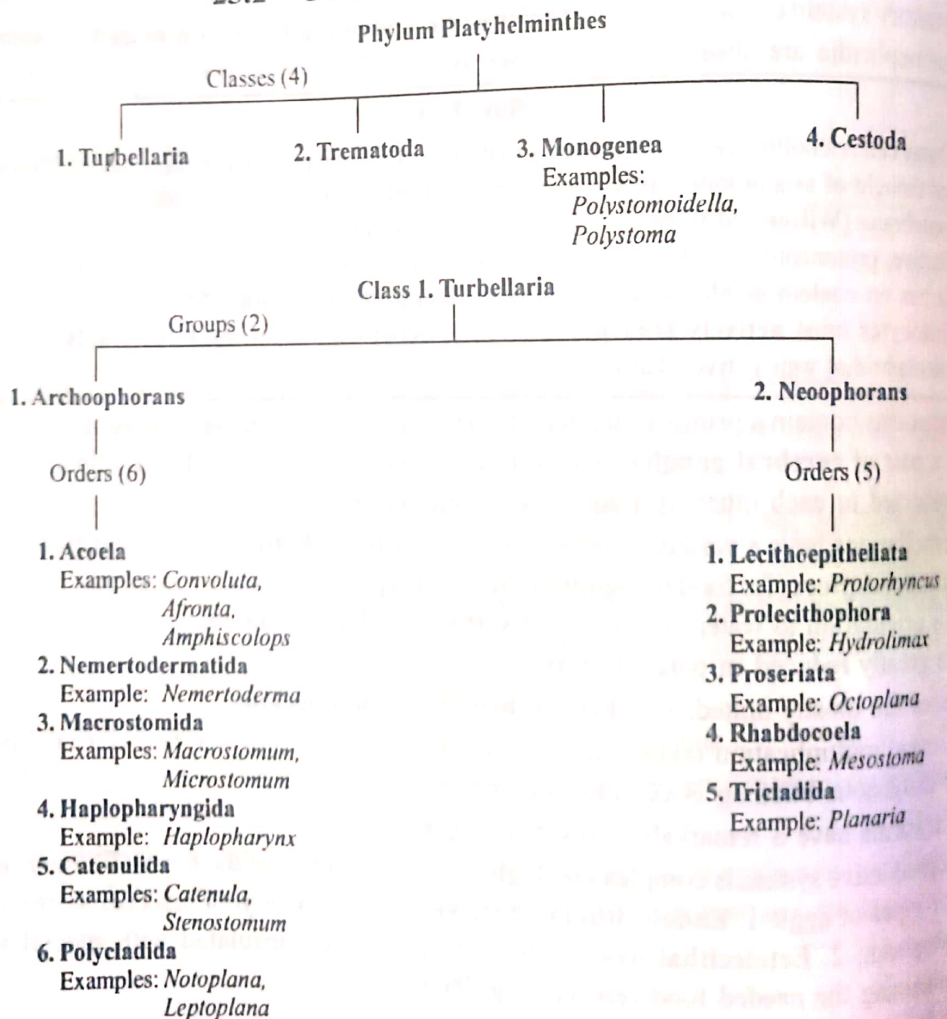 Phylum Platyhelminthes
Classes (4)
1. Turbellaria
2. Trematoda
3. Monogenea
Examples:
Polystomoidella,
Polystoma
4. Cestoda
Class 1. Turbellaria
Groups (2)
1. Archoophorans
Orders (6)
1. Acoela
Examples: Convoluta,
Afronta,
Amphiscolops
2. Nemertodermatida
Example: Nemertoderma
3. Macrostomida
Examples: Macrostomum,
Microstomum
4. Haplopharyngida
Example: Haplopharynx
5. Catenulida
Examples: Catenula,
Stenostomum
6. Polycladida
Examples: Notoplana,
Leptoplana
2. Neoophorans
Orders (5)
1. Lecithoepitheliata
Example: Protorhyncus
2. Prolecithophora
Example: Hydrolimax
3. Proseriata
Example: Octoplana
4. Rhabdocoela
Example: Mesostoma
5. Tricladida
Example: Planaria